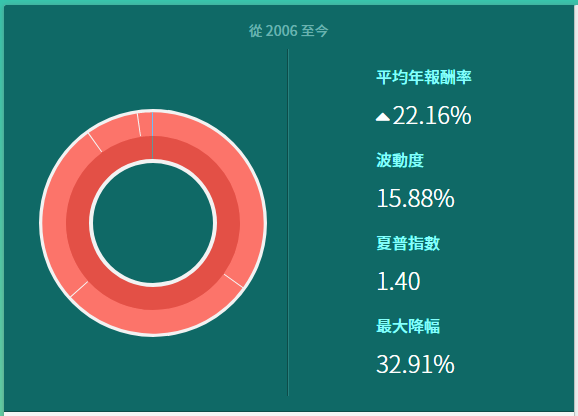 從 2006 至今
平均年報酬率
22.16%
波動度
15.88%
夏普指數
1.40
最大降幅
32.91%